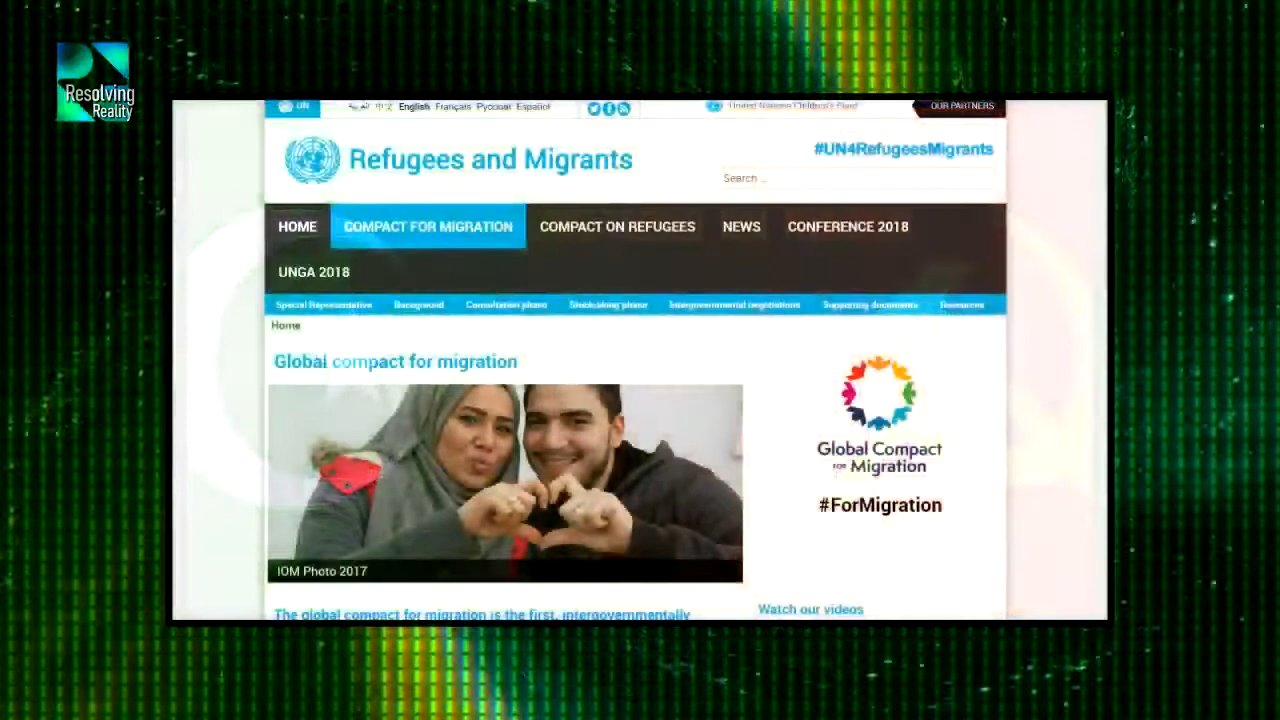 Resolving
Reality
UN
English Français Русский Español
United Nations Children's Fund
OUR PARTNERS
Refugees and Migrants
#UN4RefugeesMigrants
Search ...
HOME
COMPACT FOR MIGRATION
COMPACT ON REFUGEES
NEWS
CONFERENCE 2018
UNGA 2018
Special Representative
Background
Consultation phase
Stocktaking phase
Intergovernmental negotiations
Supporting documents
Resources
Home
Global compact for migration
IOM Photo 2017
Global Compact
FOR Migration
#ForMigration
The global compact for migration is the first, intergovernmentally
Watch our videos